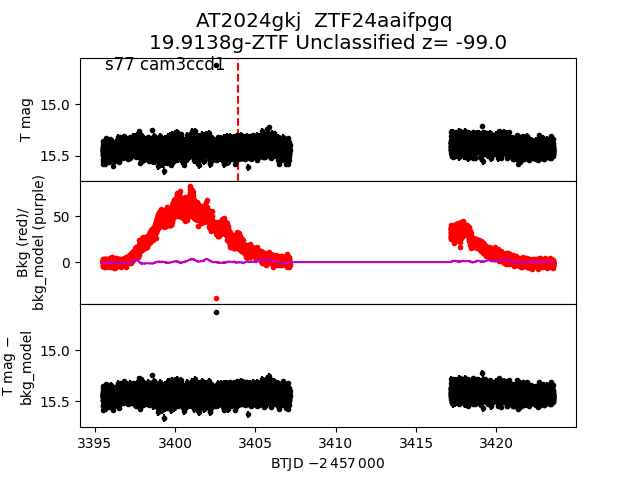 AT2024gkj  ZTF24aaifpgq
19.9138g-ZTF Unclassified z= -99.0
s77 cam3ccd1
T mag
15.0
15.5
Bkg (red)/
bkg_model (purple)
50
0
T mag −
bkg_model
15.0
15.5
3395 3400 3405 3410 3415 3420
BTJD −2 457 000